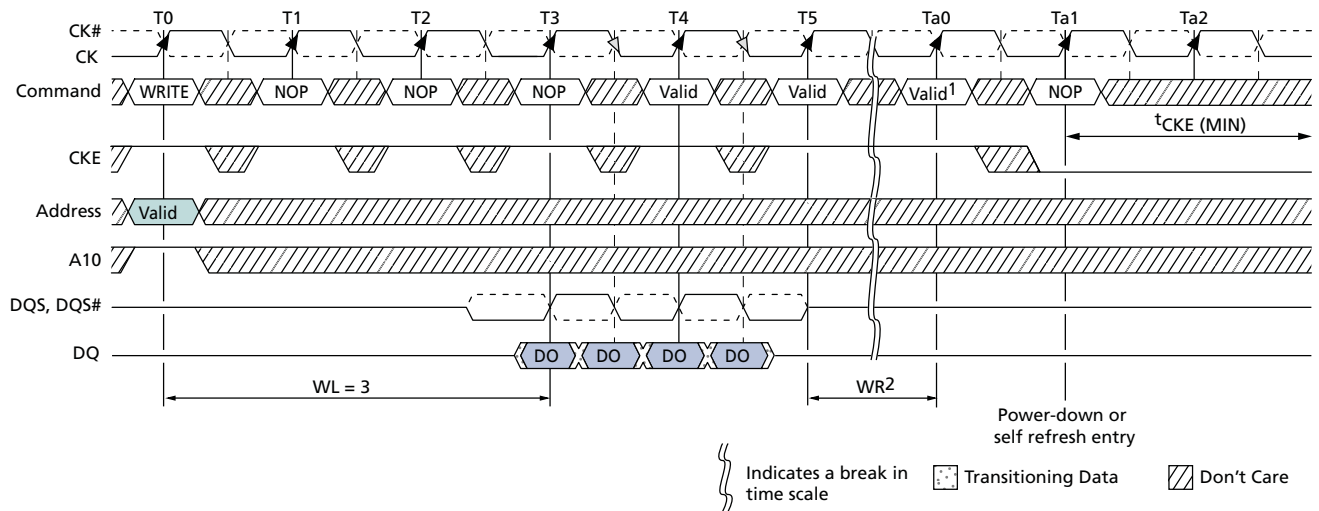 T0 T1 T2 T3 T4 T5 Ta0 Ta1 Ta2
CK#
CK
Command WRITE NOP NOP NOP Valid Valid Valid1 NOP
tCKE (MIN)
CKE
Address Valid
A10
DQS, DQS#
DQ DO DO DO DO
WL = 3 WR2
Power-down or
self refresh entry
Indicates a break in
time scale
Transitioning Data
Don't Care